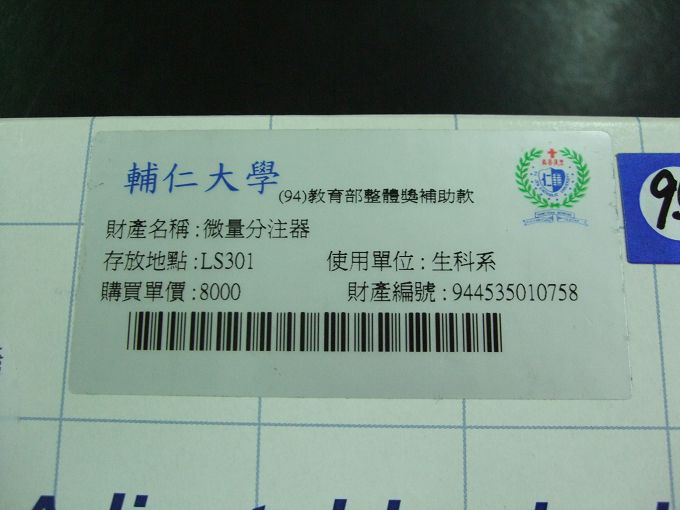 輔仁大學 (94)教育部整體獎補助款
財產名稱:微量分注器
存放地點:LS301 使用單位:生科系
購買單價:8000 財產編號:944535010758